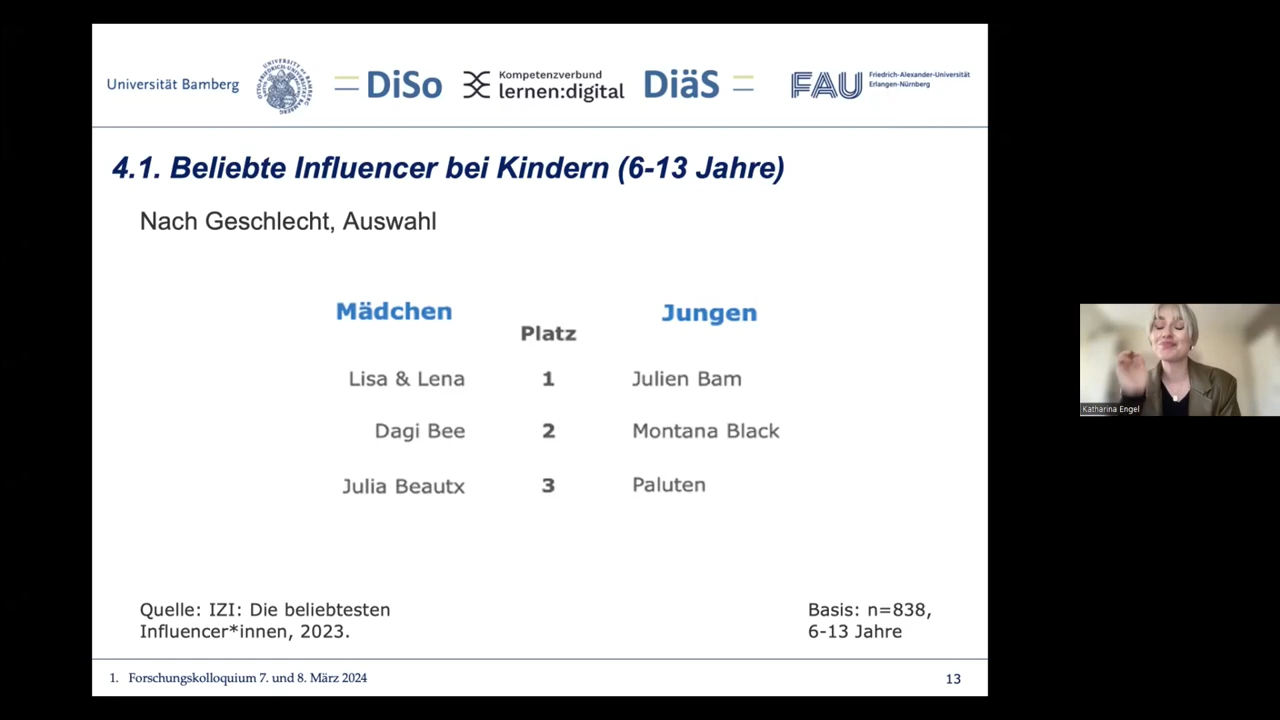 Universität Bamberg
DiSo
Kompetenzverbund
lernen:digital
DiäS
FAU
Friedrich-Alexander-Universität
Erlangen-Nürnberg
4.1. Beliebte Influencer bei Kindern (6-13 Jahre)
Nach Geschlecht, Auswahl
Mädchen
Platz
Jungen
Lisa & Lena 1 Julien Bam
Dagi Bee 2 Montana Black
Julia Beautx 3 Paluten
Katharina Engel
Quelle: IZI: Die beliebtesten
Influencer*innen, 2023.
Basis: n=838,
6-13 Jahre
1. Forschungskolloquium 7. und 8. März 2024
13